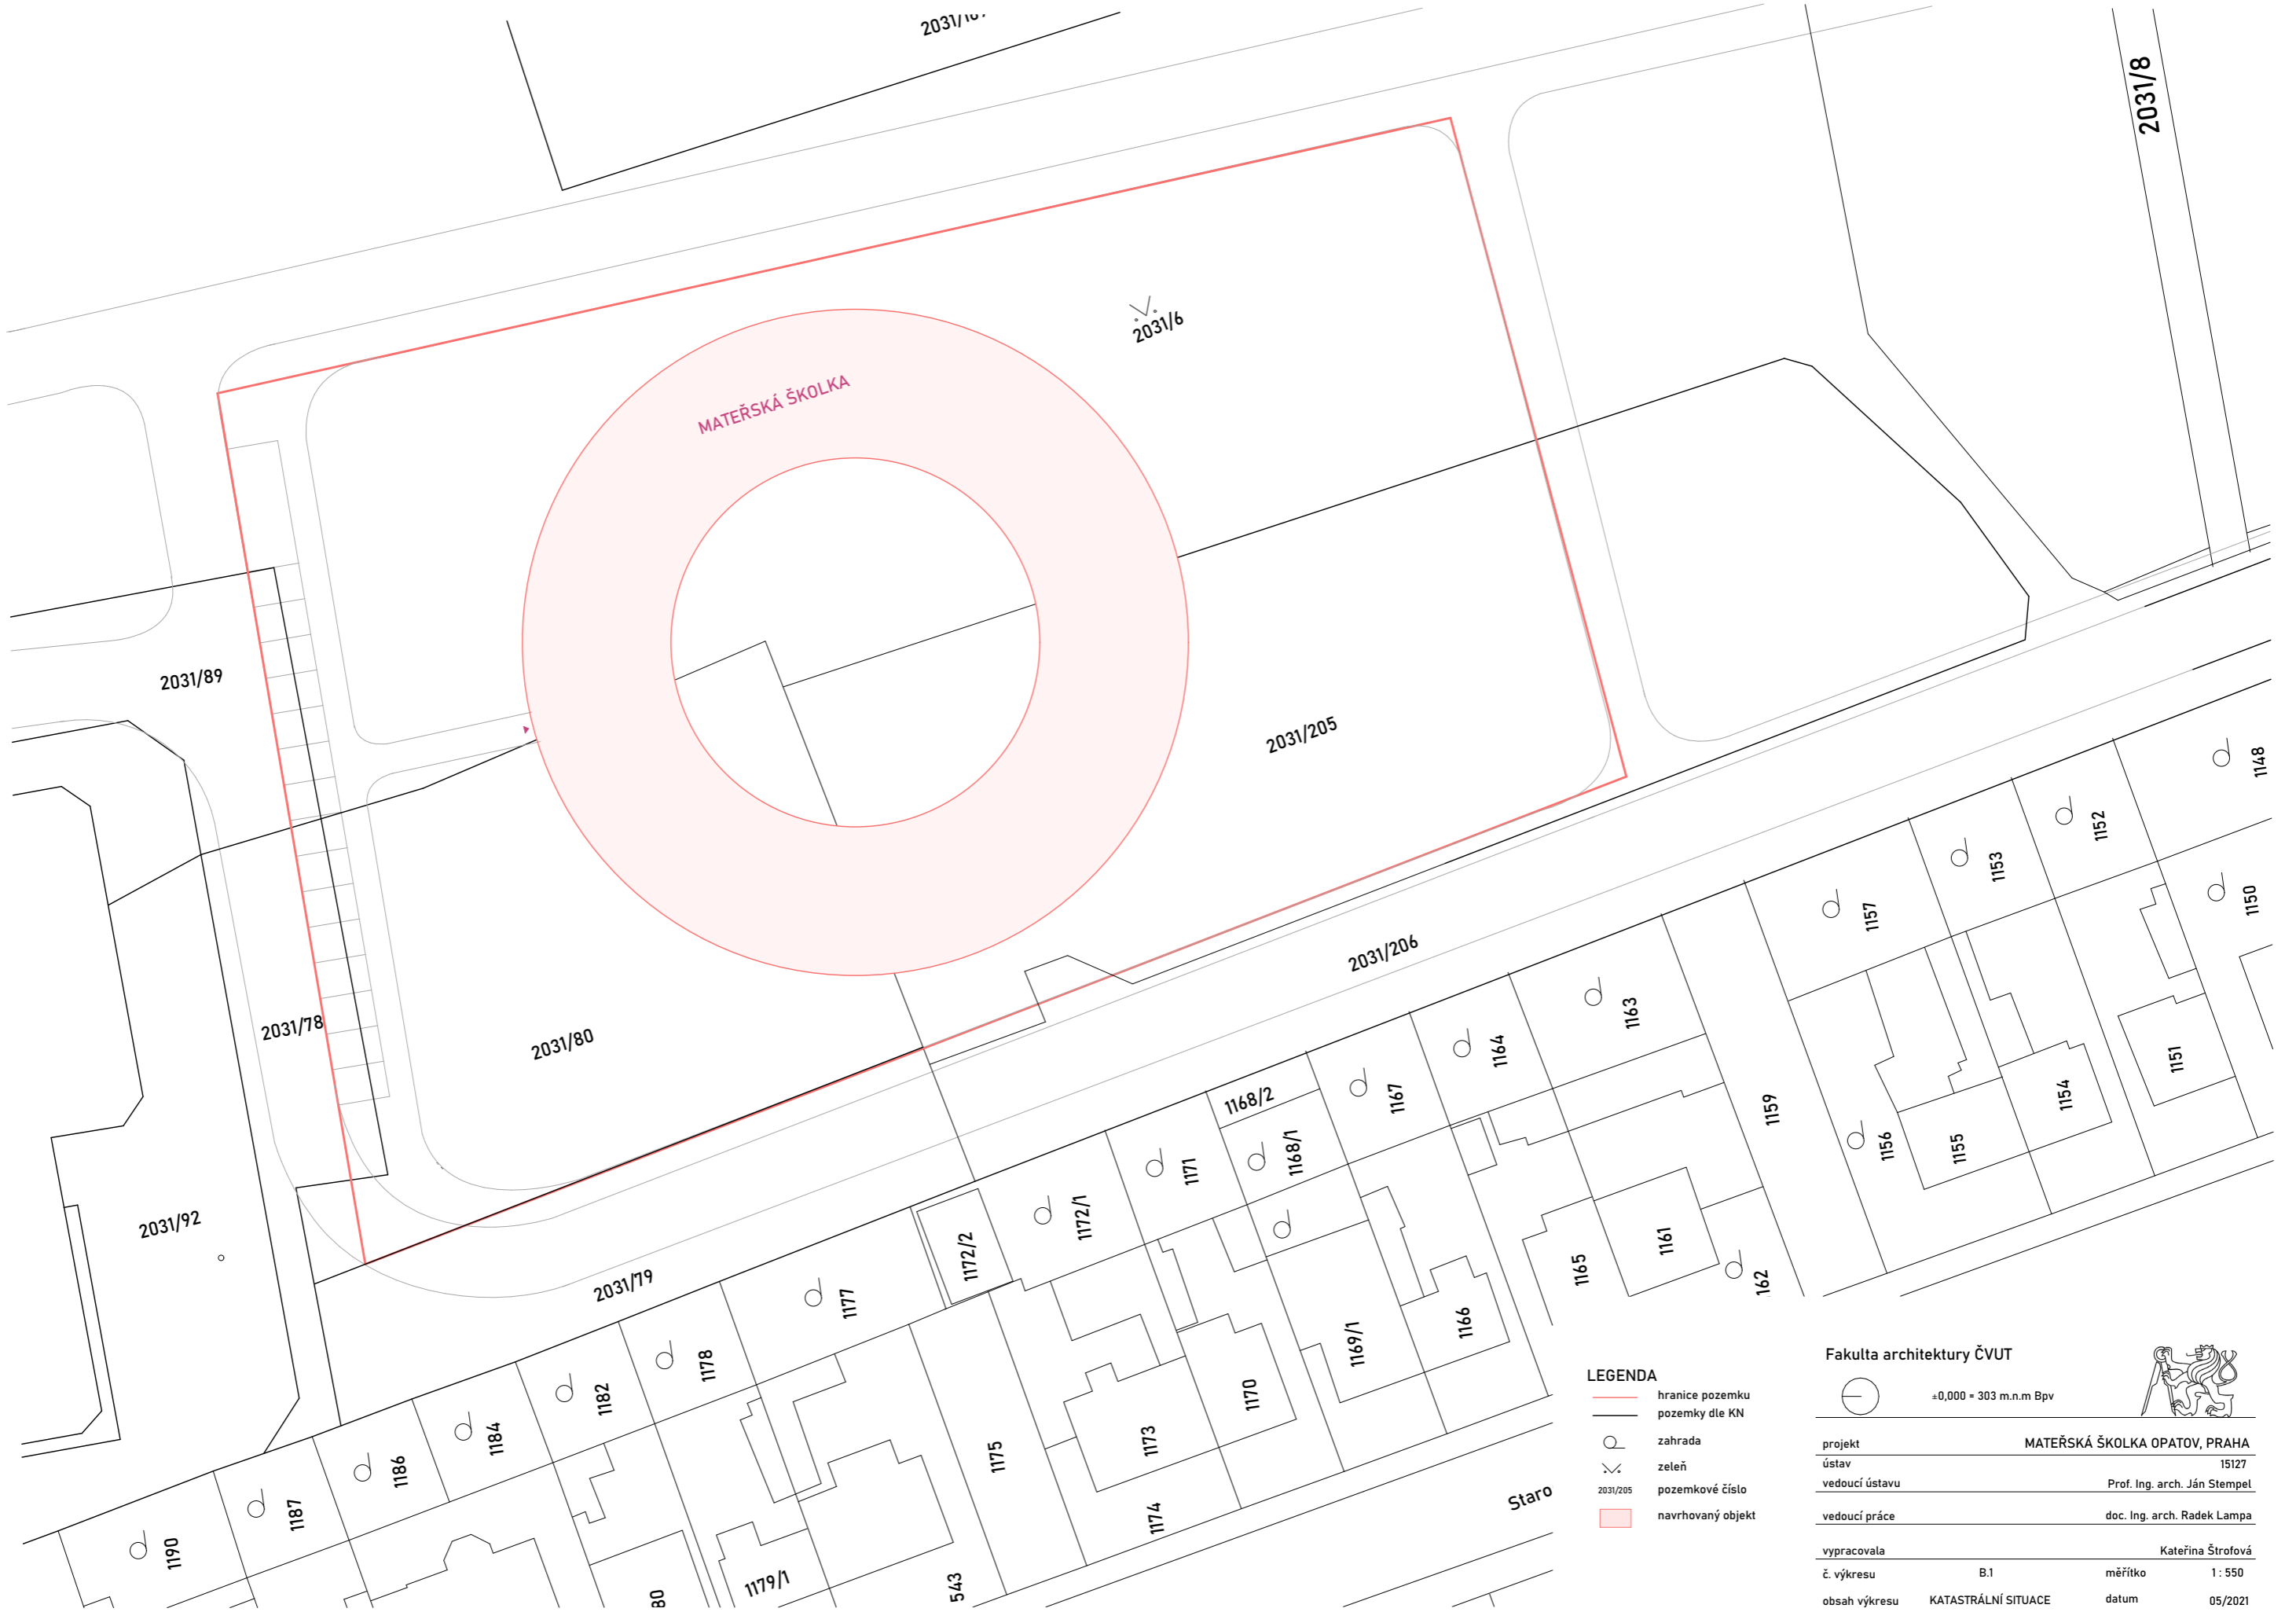 2031/8
2031/6
MATEŘSKÁ ŠKOLKA
2031/89
2031/205
2031/206
2031/78
2031/80
2031/92
2031/79
1148
1152
1153
1150
1157
1163
1164
1167
1168/2
1168/1
1171
1172/1
1172/2
1151
1154
1155
1156
1159
1161
162
1165
1166
1169/1
1170
1173
1174
1175
1177
1178
1182
1184
1186
1187
1190
1179/1
80
543
Staro
LEGENDA
hranice pozemku
pozemky dle KN
zahrada
zeleň
2031/205 pozemkové číslo
navrhovaný objekt
Fakulta architektury ČVUT
±0,000 = 303 m.n.m Bpv
projekt MATEŘSKÁ ŠKOLKA OPATOV, PRAHA
ústav 15127
vedoucí ústavu Prof. Ing. arch. Ján Stempel
vedoucí práce doc. Ing. arch. Radek Lampa
vypracovala Kateřina Štrofová
č. výkresu B.1 měřítko 1 : 550
obsah výkresu KATASTRÁLNÍ SITUACE datum 05/2021